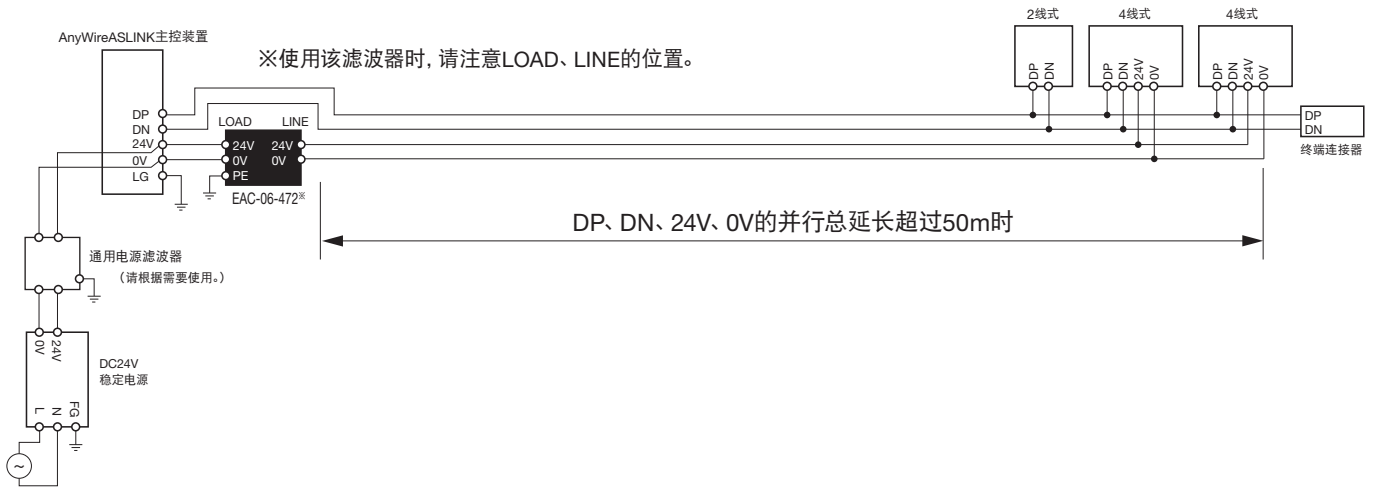 2线式
4线式
4线式
AnyWireASLINK主控装置
※使用该滤波器时, 请注意LOAD、LINE的位置。
DP
DN
DP
DN
24V
0V
DP
DN
24V
0V
DP
DN
24V
0V
LG
LOAD
LINE
24V
24V
0V
0V
PE
EAC-06-472※
DP
DN
终端连接器
DP、DN、24V、0V的并行总延长超过50m时
通用电源滤波器
（请根据需要使用。）
0V
24V
DC24V
稳定电源
L
N
FG
~